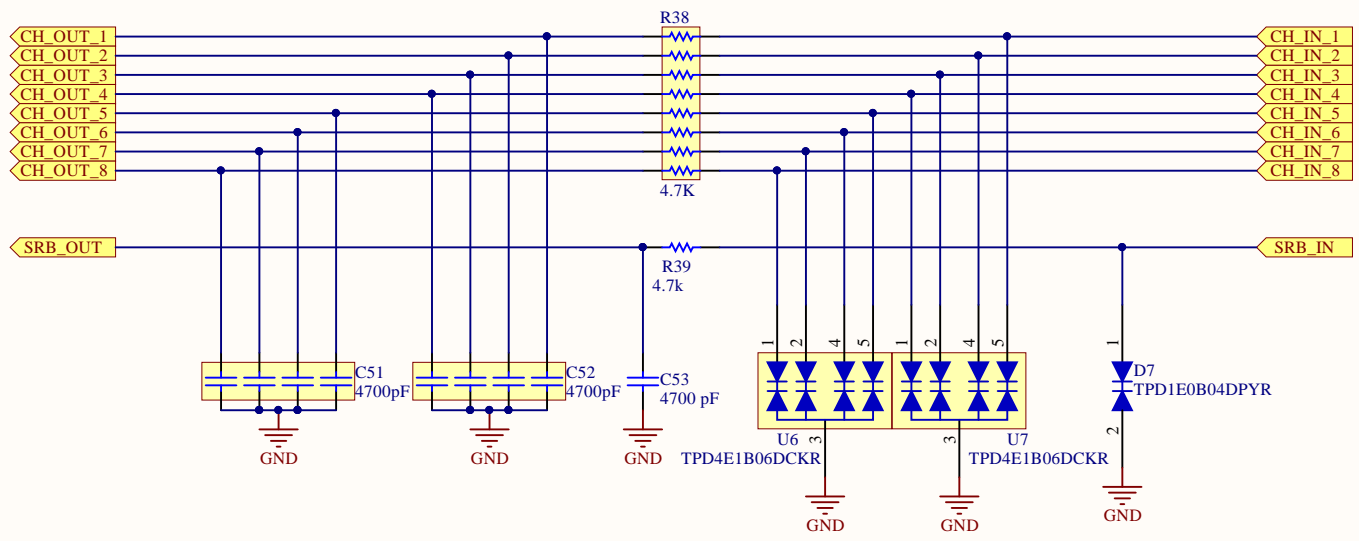 R38
CH_OUT_1 CH_IN_1
CH_OUT_2 CH_IN_2
CH_OUT_3 CH_IN_3
CH_OUT_4 CH_IN_4
CH_OUT_5 CH_IN_5
CH_OUT_6 CH_IN_6
CH_OUT_7 CH_IN_7
CH_OUT_8 CH_IN_8
4.7K
SRB_OUT SRB_IN
R39
4.7k
1 2 4 5 1 2 4 5 1
C51
4700pF
C52
4700pF
C53
4700 pF
D7
TPD1E0B04DPYR
2
GND GND GND
U6 3
TPD4E1B06DCKR
3 U7
TPD4E1B06DCKR
GND GND GND